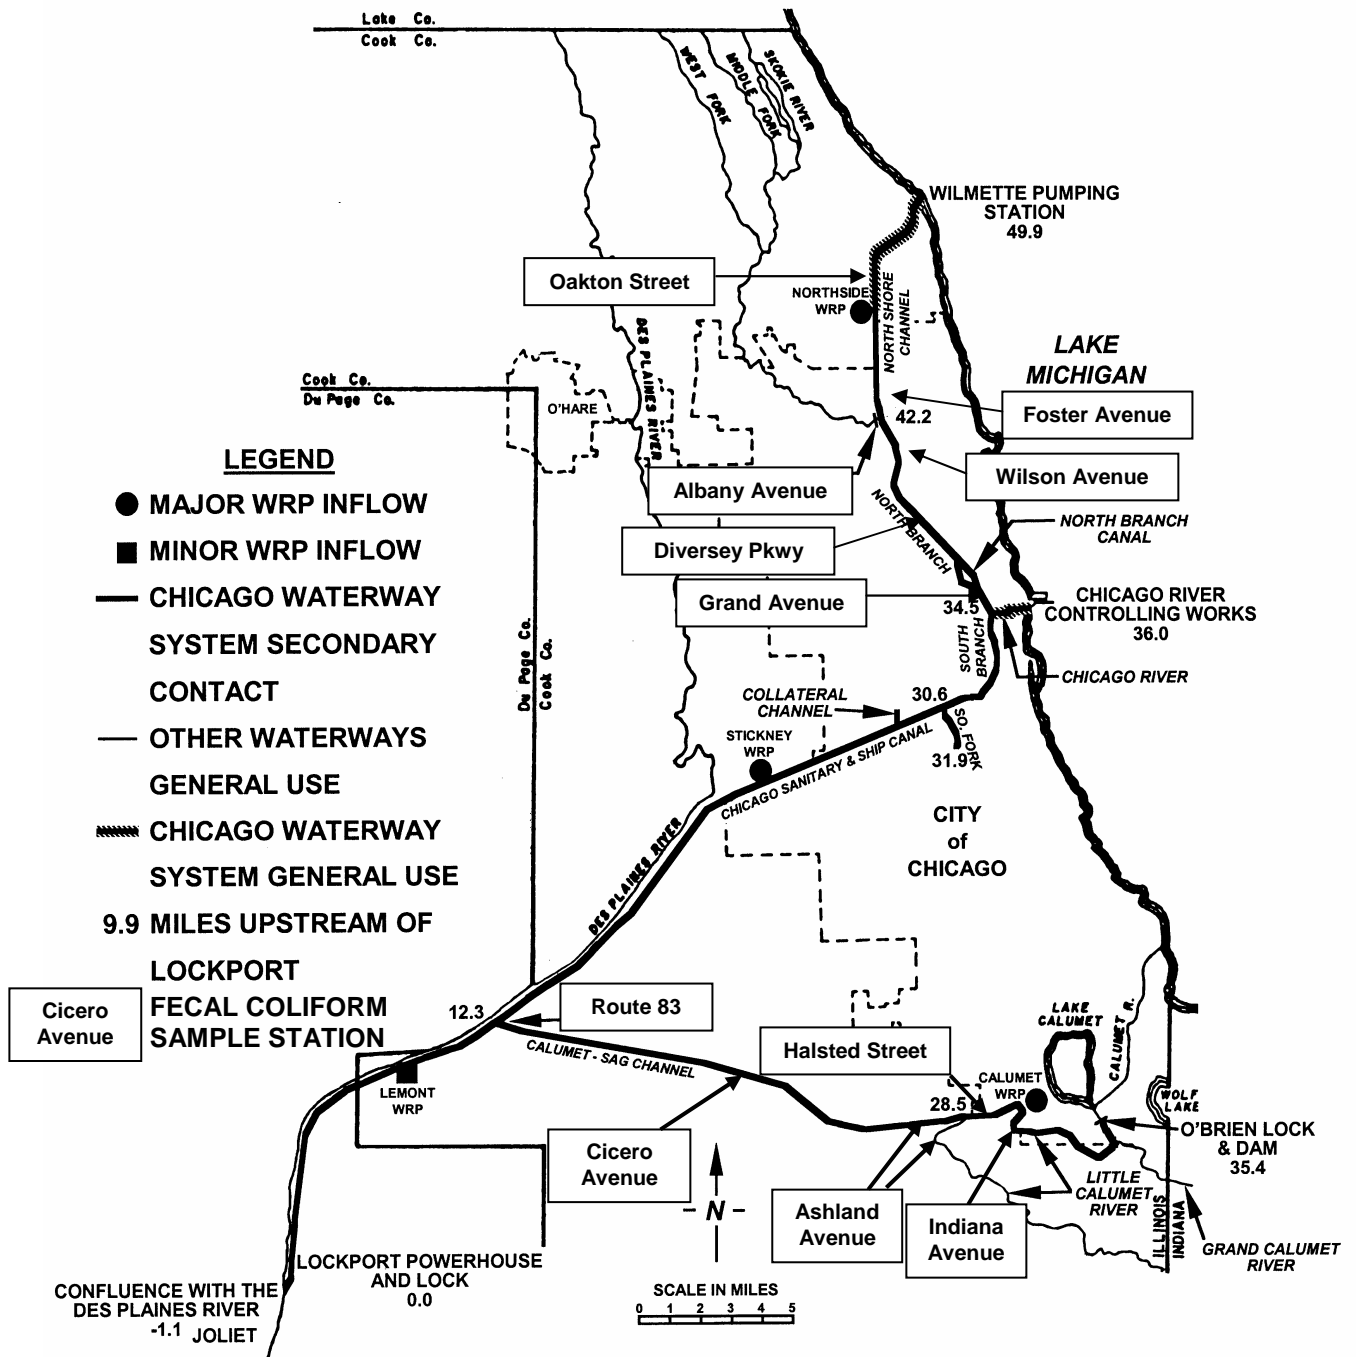 Lake Co.
Cook Co.
WEST FORK
MIDDLE FORK
SKOKIE RIVER
WILMETTE PUMPING
STATION
49.9
Oakton Street
NORTHSIDE
WRP
NORTH SHORE
CHANNEL
DES PLAINES RIVER
LAKE
MICHIGAN
Cook Co.
Du Page Co.
O'HARE
42.2
Foster Avenue
LEGEND
MAJOR WRP INFLOW
MINOR WRP INFLOW
CHICAGO WATERWAY
SYSTEM SECONDARY
CONTACT
OTHER WATERWAYS
GENERAL USE
CHICAGO WATERWAY
SYSTEM GENERAL USE
9.9 MILES UPSTREAM OF
LOCKPORT
Cicero
Avenue
FECAL COLIFORM
SAMPLE STATION
Albany Avenue
Wilson Avenue
NORTH BRANCH
NORTH BRANCH
CANAL
Diversey Pkwy
Grand Avenue
34.5
CHICAGO RIVER
CONTROLLING WORKS
36.0
Du Page Co.
Cook Co.
SOUTH
BRANCH
CHICAGO RIVER
COLLATERAL
CHANNEL
30.6
STICKNEY
WRP
SO. FORK
31.9
CHICAGO SANITARY & SHIP CANAL
CITY
of
CHICAGO
DES PLAINES RIVER
12.3
Route 83
CALUMET - SAG CHANNEL
LAKE
CALUMET
CALUMET R.
Halsted Street
CALUMET
WRP
28.5
WOLF
LAKE
LEMONT
WRP
O'BRIEN LOCK
& DAM
35.4
Cicero
Avenue
LITTLE
CALUMET
RIVER
Ashland
Avenue
Indiana
Avenue
ILLINOIS
INDIANA
GRAND CALUMET
RIVER
N
LOCKPORT POWERHOUSE
AND LOCK
0.0
CONFLUENCE WITH THE
DES PLAINES RIVER
-1.1
JOLIET
SCALE IN MILES
0 1 2 3 4 5